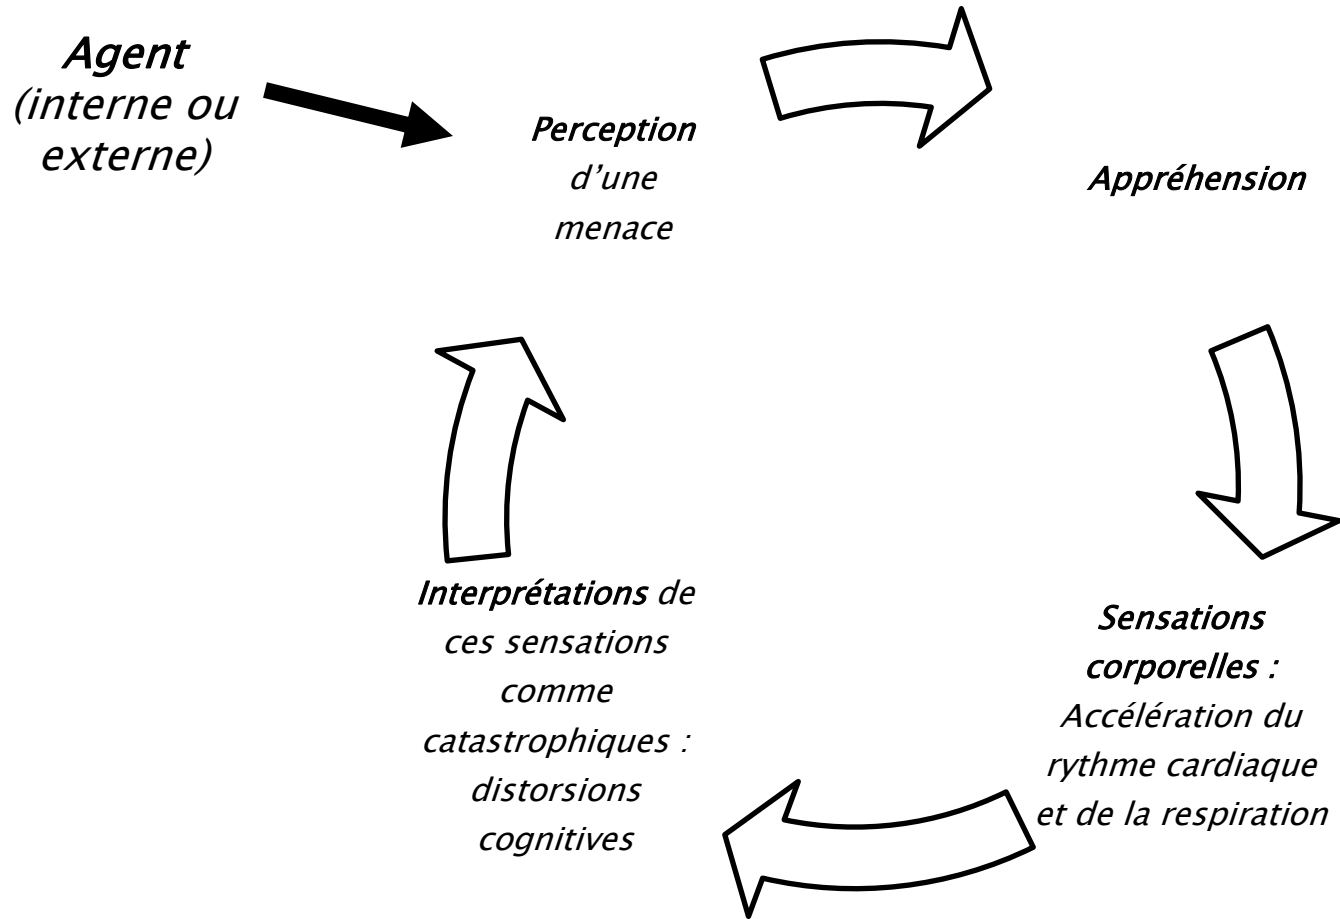 Agent
(interne ou
externe)
Perception
d’une
menace
Appréhension
Sensations
corporelles :
Accélération du
rythme cardiaque
et de la respiration
Interprétations de
ces sensations
comme
catastrophiques :
distorsions
cognitives